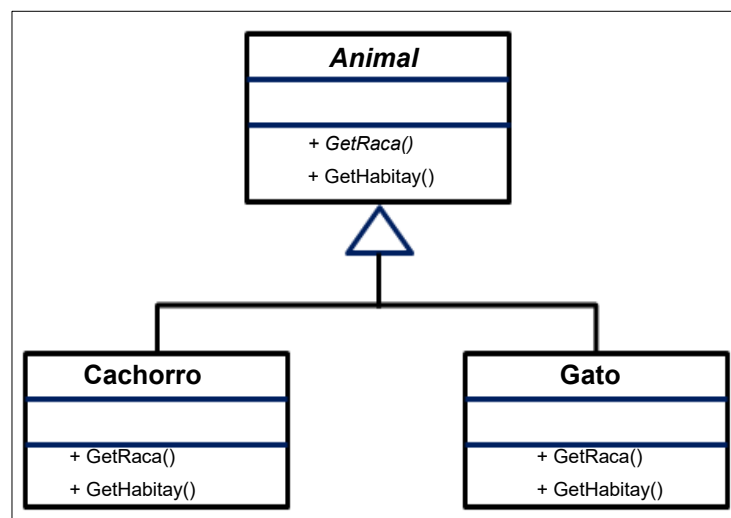 Animal
+ GetRaca()
+ GetHabitay()
Cachorro
+ GetRaca()
+ GetHabitay()
Gato
+ GetRaca()
+ GetHabitay()